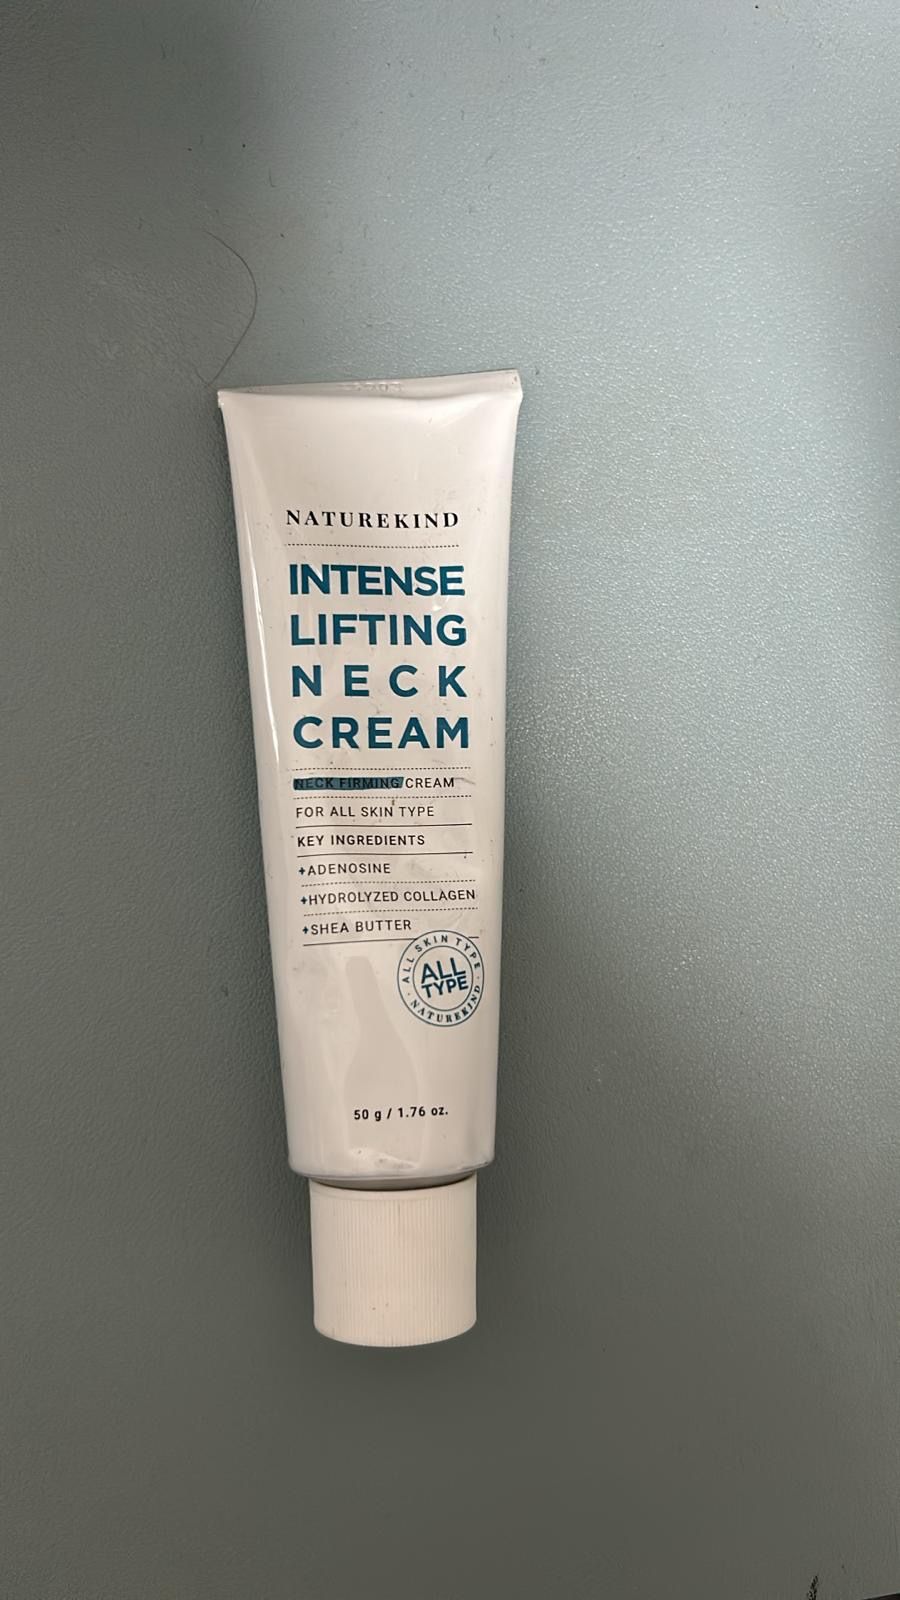 NATUREKIND
INTENSE
LIFTING
NECK
CREAM
NECK FIRMING CREAM
FOR ALL SKIN TYPE
KEY INGREDIENTS
+ADENOSINE
+HYDROLYZED COLLAGEN
+SHEA BUTTER
ALL SKIN TYPE
ALL
TYPE
NATUREKIND
50 g / 1.76 oz.